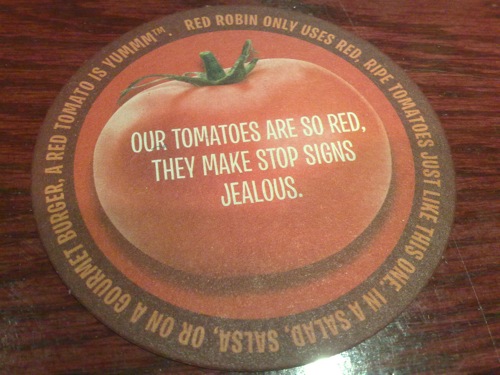 OUR TOMATOES ARE SO RED,
THEY MAKE STOP SIGNS
JEALOUS.
RED ROBIN ONLY USES RED, RIPE TOMATOES JUST LIKE THIS ONE. IN A SALAD, SALSA, OR ON A GOURMET BURGER, A RED TOMATO IS YUMMM™.